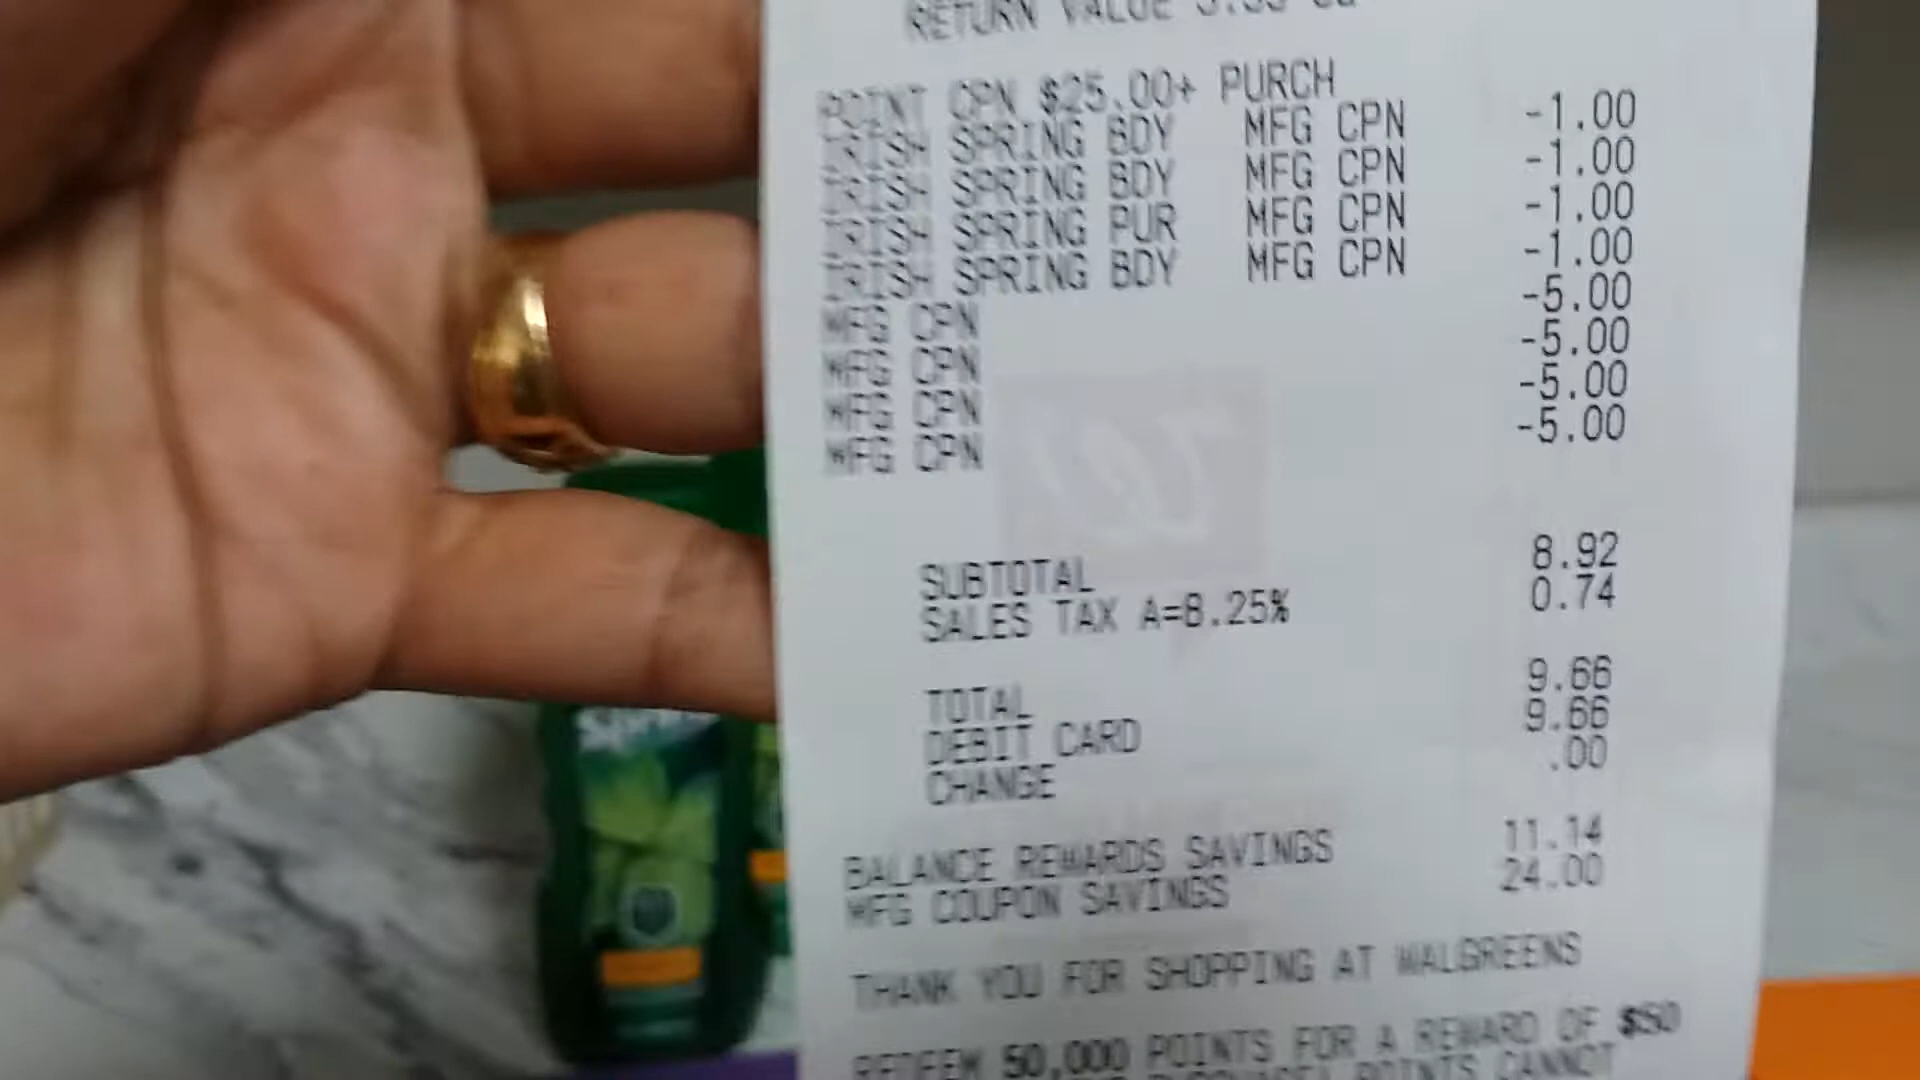 RETURN VALUE
POINT CPN $25.00+ PURCH
IRISH SPRING BDY MFG CPN -1.00
IRISH SPRING BDY MFG CPN -1.00
IRISH SPRING PUR MFG CPN -1.00
IRISH SPRING BDY MFG CPN -1.00
MFG CPN -5.00
MFG CPN -5.00
MFG CPN -5.00
MFG CPN -5.00
SUBTOTAL 8.92
SALES TAX A=8.25% 0.74
TOTAL 9.66
DEBIT CARD 9.66
CHANGE .00
BALANCE REWARDS SAVINGS 11.14
MFG COUPON SAVINGS 24.00
THANK YOU FOR SHOPPING AT WALGREENS
REDEEM 50,000 POINTS FOR A REWARD OF $50
POINTS CANNOT